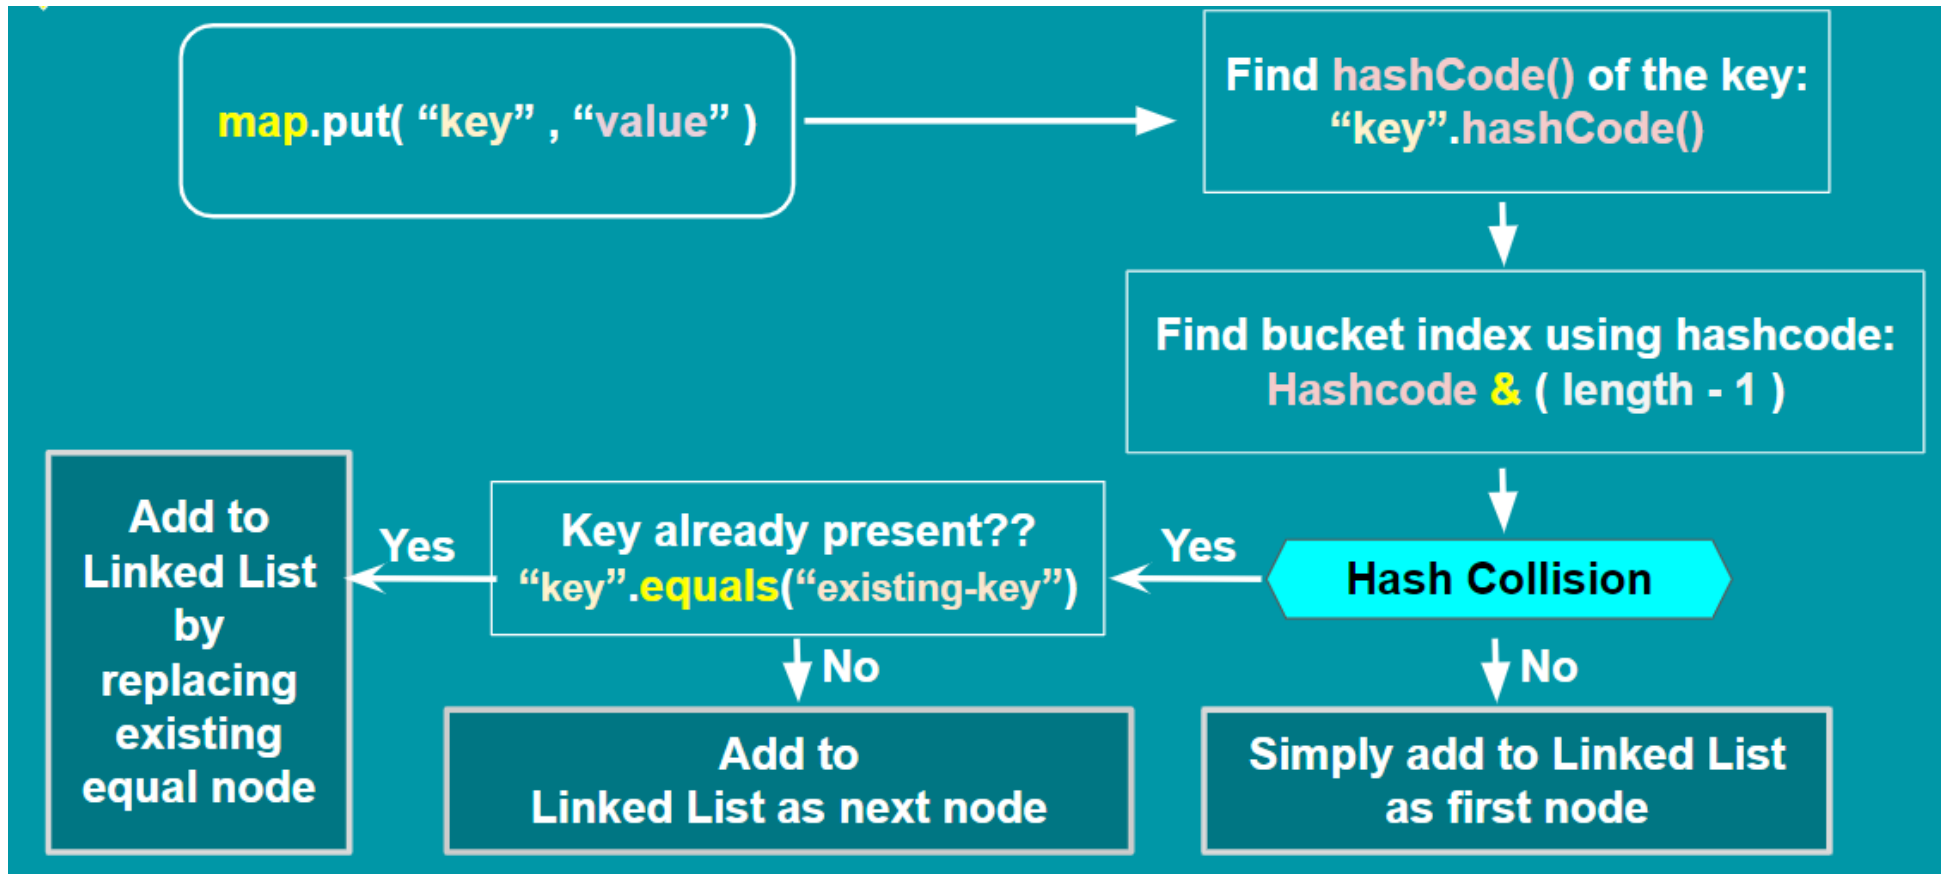 map.put( “key” , “value” )
Find hashCode() of the key:
“key”.hashCode()
Find bucket index using hashcode:
Hashcode & ( length - 1 )
Hash Collision
Yes
No
Key already present??
“key”.equals(“existing-key”)
Yes
No
Add to
Linked List
by
replacing
existing
equal node
Add to
Linked List as next node
Simply add to Linked List
as first node